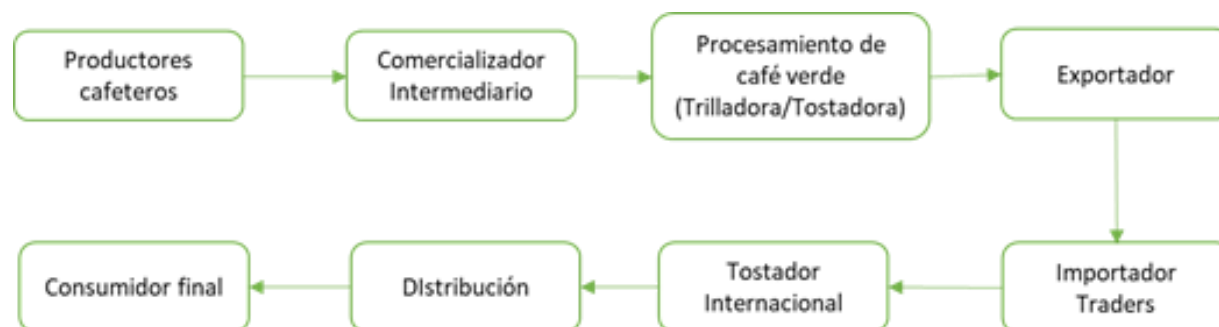 Productores
cafeteros
Comercializador
Intermediario
Procesamiento de
café verde
(Trilladora/Tostadora)
Exportador
Importador
Traders
Tostador
Internacional
DIstribución
Consumidor final